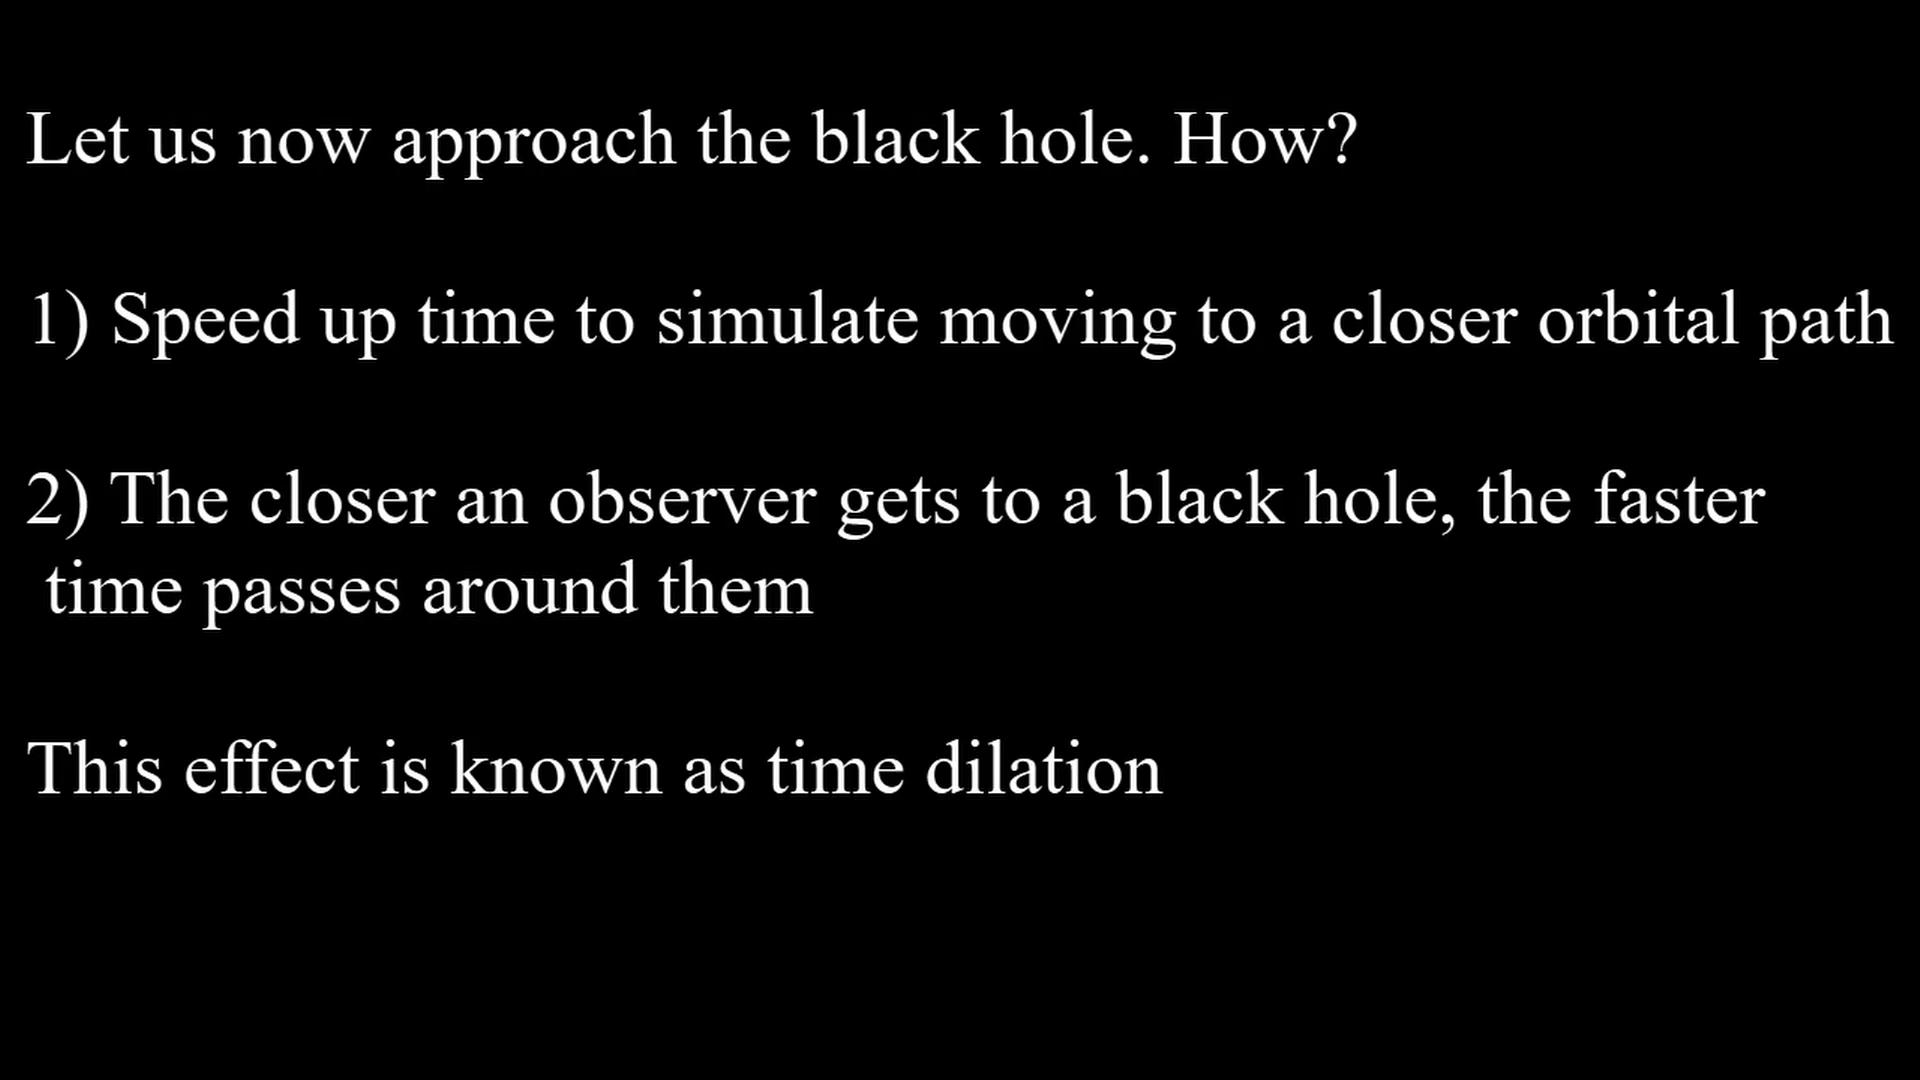 Let us now approach the black hole. How?
1) Speed up time to simulate moving to a closer orbital path
2) The closer an observer gets to a black hole, the faster
time passes around them
This effect is known as time dilation